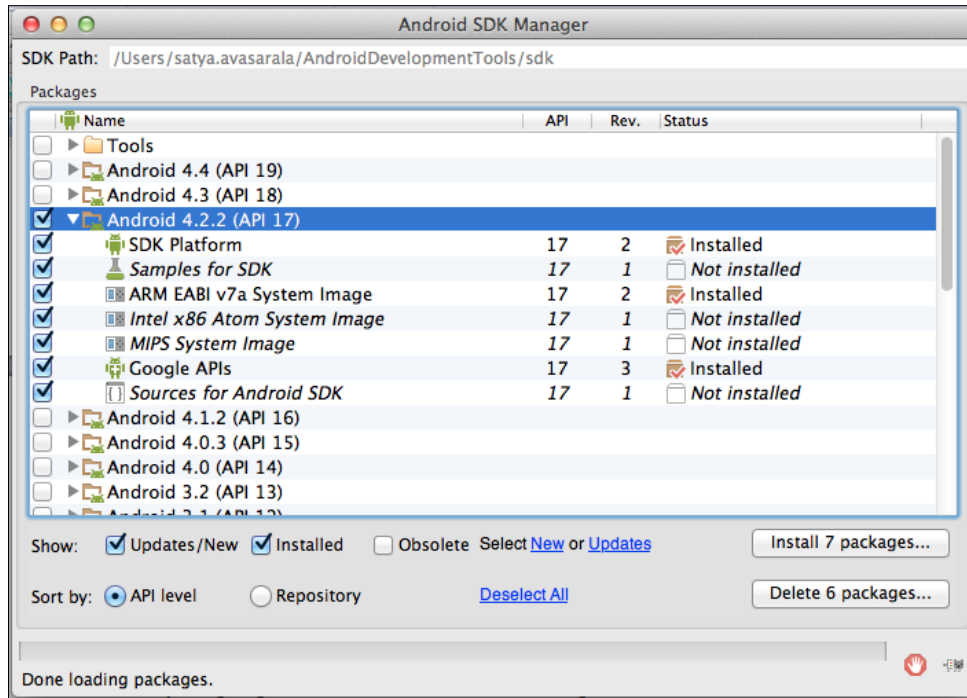 Android SDK Manager
SDK Path: /Users/satya.avasarala/AndroidDevelopmentTools/sdk
Packages
Name API Rev. Status
Tools
Android 4.4 (API 19)
Android 4.3 (API 18)
Android 4.2.2 (API 17)
SDK Platform 17 2 Installed
Samples for SDK 17 1 Not installed
ARM EABI v7a System Image 17 2 Installed
Intel x86 Atom System Image 17 1 Not installed
MIPS System Image 17 1 Not installed
Google APIs 17 3 Installed
Sources for Android SDK 17 1 Not installed
Android 4.1.2 (API 16)
Android 4.0.3 (API 15)
Android 4.0 (API 14)
Android 3.2 (API 13)
Android 3.1 (API 12)
Show: Updates/New Installed Obsolete Select New or Updates Install 7 packages...
Sort by: API level Repository Deselect All Delete 6 packages...
Done loading packages.